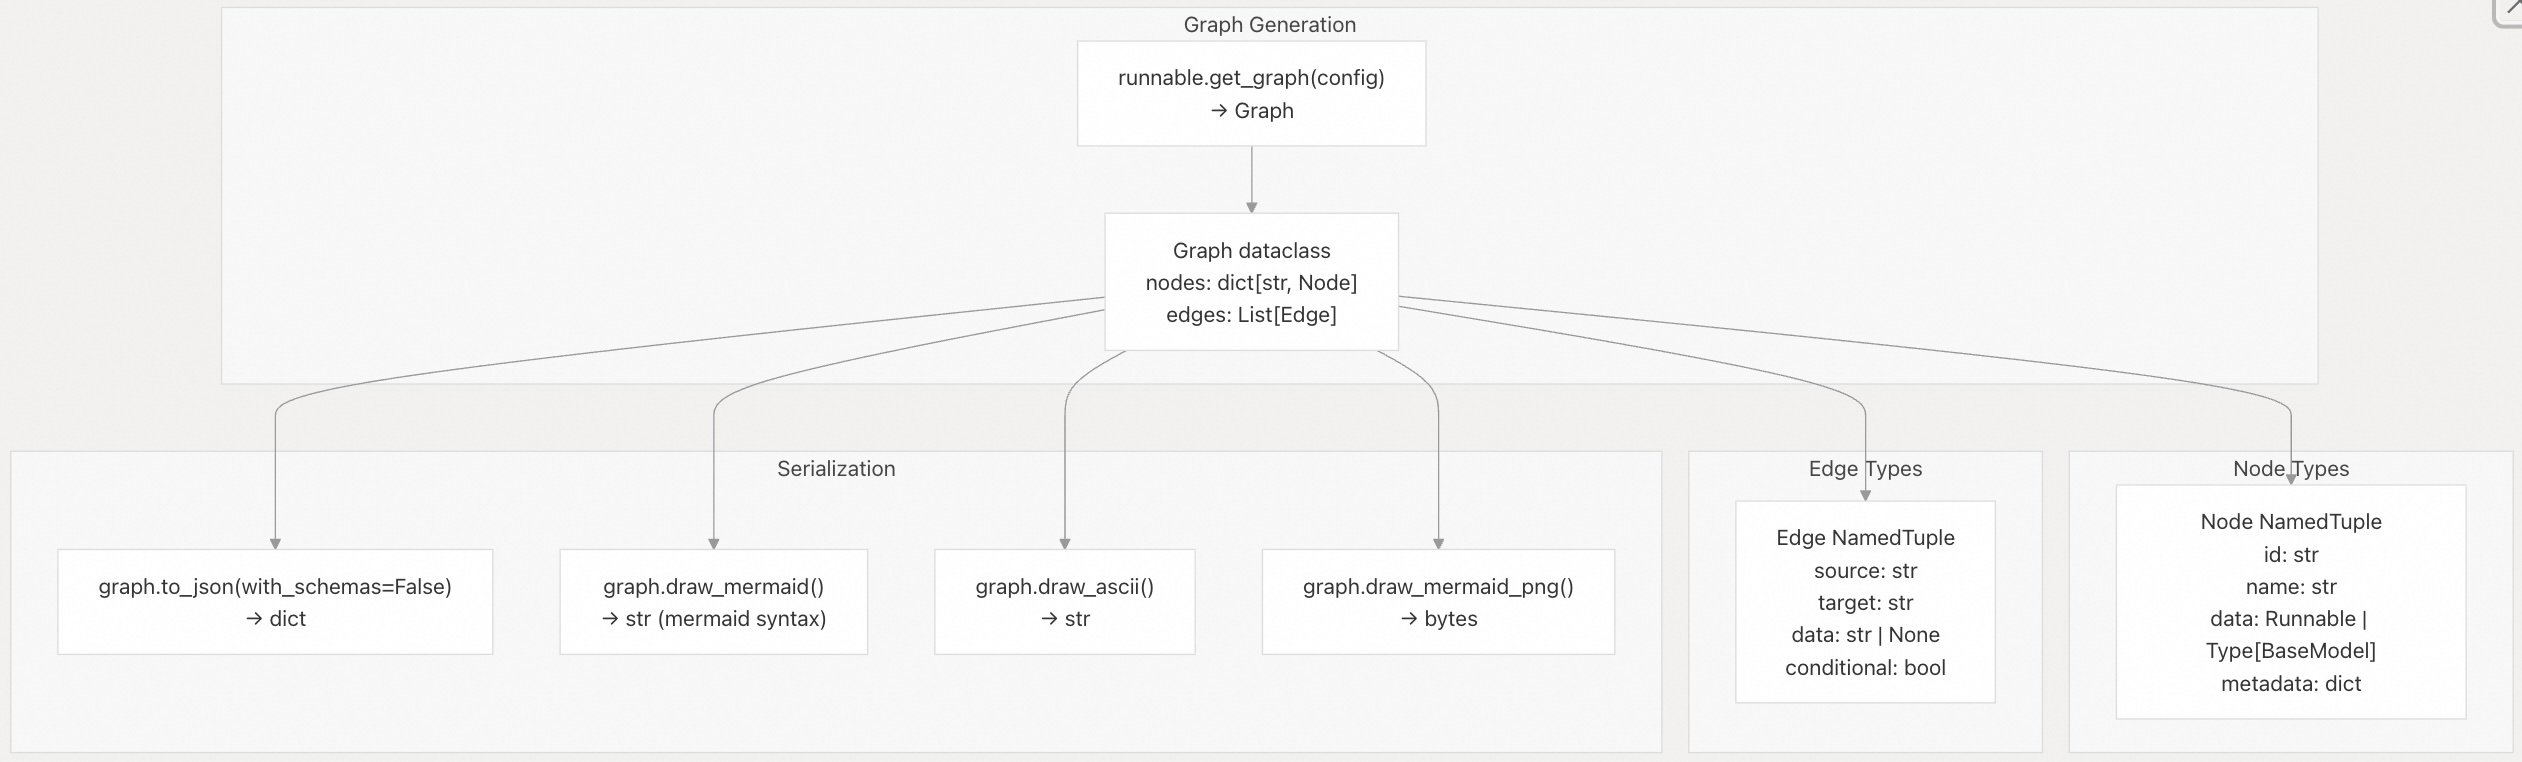 Graph Generation
runnable.get_graph(config)
→ Graph
Graph dataclass
nodes: dict[str, Node]
edges: List[Edge]
Serialization
graph.to_json(with_schemas=False)
→ dict
graph.draw_mermaid()
→ str (mermaid syntax)
graph.draw_ascii()
→ str
graph.draw_mermaid_png()
→ bytes
Edge Types
Edge NamedTuple
source: str
target: str
data: str | None
conditional: bool
Node Types
Node NamedTuple
id: str
name: str
data: Runnable |
Type[BaseModel]
metadata: dict